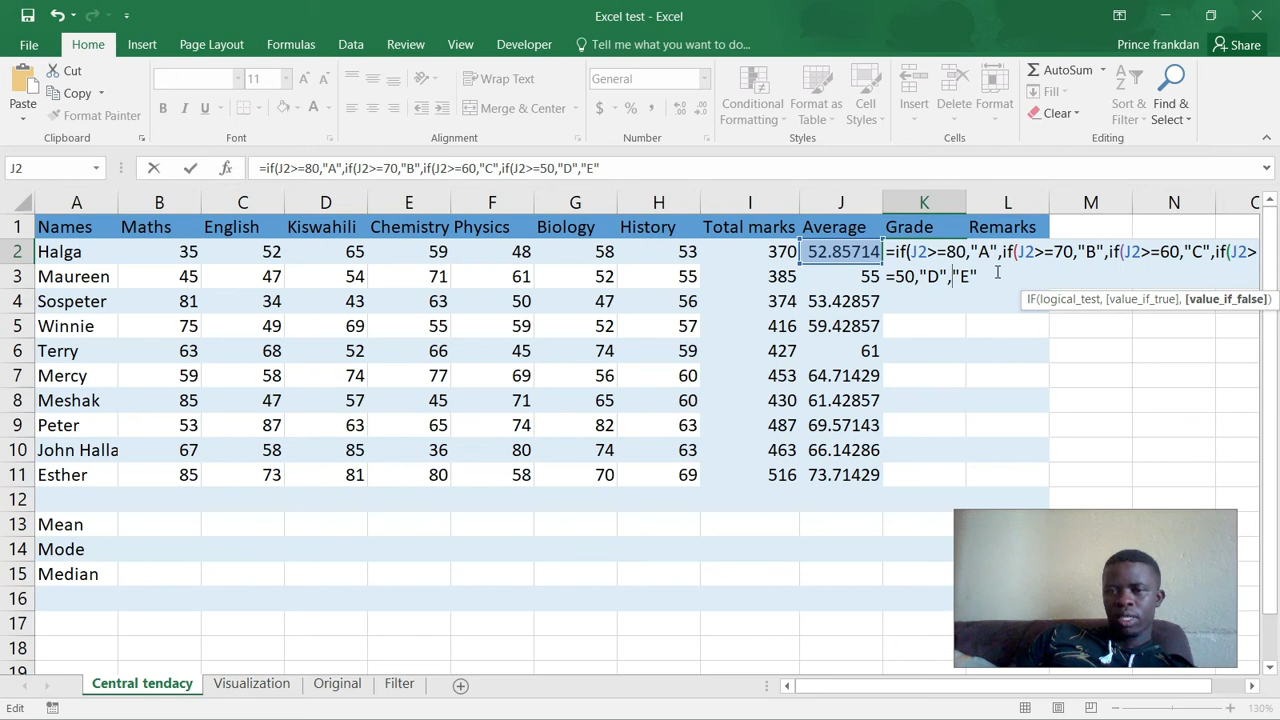 Excel test - Excel
File Home Insert Page Layout Formulas Data Review View Developer Tell me what you want to do... Prince frankdan Share
Paste Cut Copy Format Painter
11 Wrap Text Merge & Center General
Conditional Formatting Format as Table Cell Styles
Insert Delete Format
AutoSum Fill Clear Sort & Filter Find & Select
Clipboard Font Alignment Number Styles Cells Editing
J2 fx =if(J2>=80,"A",if(J2>=70,"B",if(J2>=60,"C",if(J2>=50,"D","E"
A B C D E F G H I J K L M N
1 Names Maths English Kiswahili Chemistry Physics Biology History Total marks Average Grade Remarks
2 Halga 35 52 65 59 48 58 53 370 52.85714 =if(J2>=80,"A",if(J2>=70,"B",if(J2>=60,"C",if(J2>
3 Maureen 45 47 54 71 61 52 55 385 55 =50,"D","E"
IF(logical_test, [value_if_true], [value_if_false])
4 Sospeter 81 54 43 43 50 47 56 374 53.42857
5 Winnie 75 49 69 55 59 52 57 416 59.42857
6 Terry 63 68 52 66 45 74 59 427 61
7 Mercy 59 58 74 77 69 56 60 453 64.71429
8 Meshak 85 47 57 45 71 65 60 430 61.42857
9 Peter 53 87 63 65 74 82 63 487 69.57143
10 John Halla 67 58 85 36 80 74 63 463 66.14286
11 Esther 85 73 81 80 58 70 69 516 73.71429
12
13 Mean
14 Mode
15 Median
16
17
18
Central tendacy Visualization Original Filter
Edit 130%